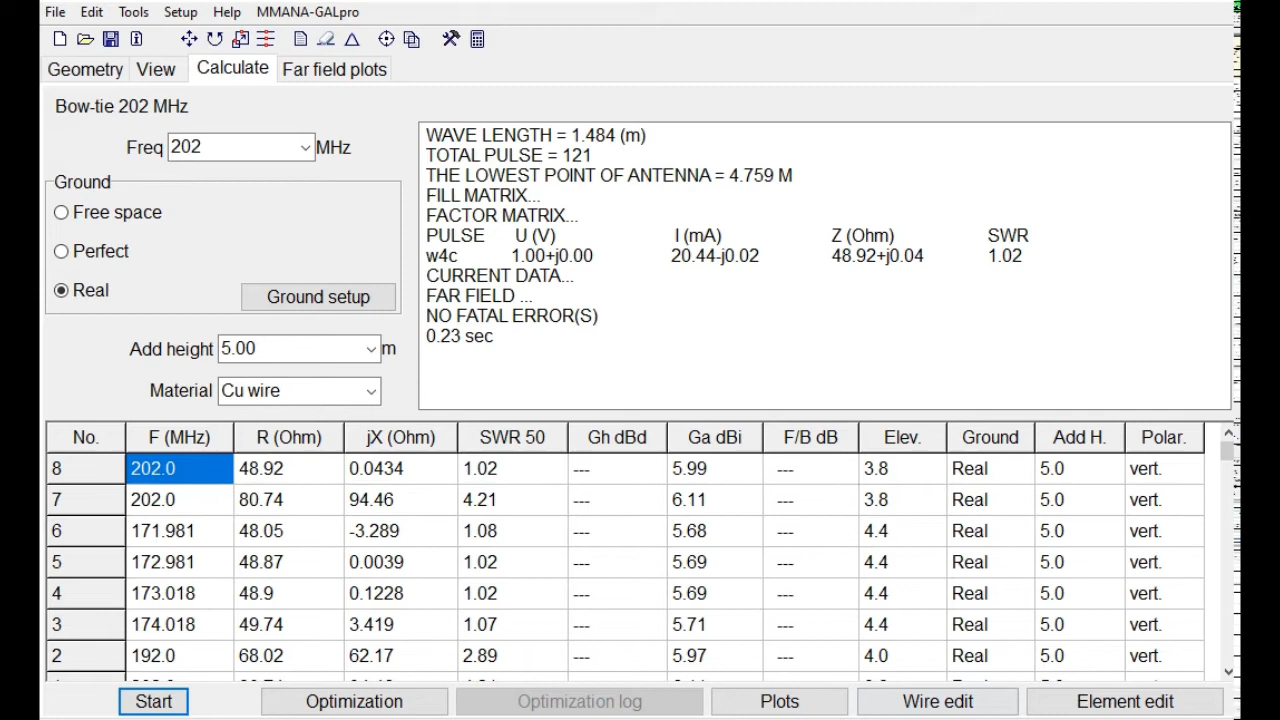 File Edit Tools Setup Help MMANA-GALpro
Geometry View Calculate Far field plots
Bow-tie 202 MHz
Freq 202 MHz
Ground
Free space
Perfect
Real
Ground setup
Add height 5.00 m
Material Cu wire
WAVE LENGTH = 1.484 (m)
TOTAL PULSE = 121
THE LOWEST POINT OF ANTENNA = 4.759 M
FILL MATRIX...
FACTOR MATRIX...
PULSE U (V) I (mA) Z (Ohm) SWR
w4c 1.00+j0.00 20.44-j0.02 48.92+j0.04 1.02
CURRENT DATA...
FAR FIELD ...
NO FATAL ERROR(S)
0.23 sec
No. F (MHz) R (Ohm) jX (Ohm) SWR 50 Gh dBd Ga dBi F/B dB Elev. Ground Add H. Polar.
8 202.0 48.92 0.0434 1.02 --- 5.99 --- 3.8 Real 5.0 vert.
7 202.0 80.74 94.46 4.21 --- 6.11 --- 3.8 Real 5.0 vert.
6 171.981 48.05 -3.289 1.08 --- 5.68 --- 4.4 Real 5.0 vert.
5 172.981 48.87 0.0039 1.02 --- 5.69 --- 4.4 Real 5.0 vert.
4 173.018 48.9 0.1228 1.02 --- 5.69 --- 4.4 Real 5.0 vert.
3 174.018 49.74 3.419 1.07 --- 5.71 --- 4.4 Real 5.0 vert.
2 192.0 68.02 62.17 2.89 --- 5.97 --- 4.0 Real 5.0 vert.
Start Optimization Optimization log Plots Wire edit Element edit